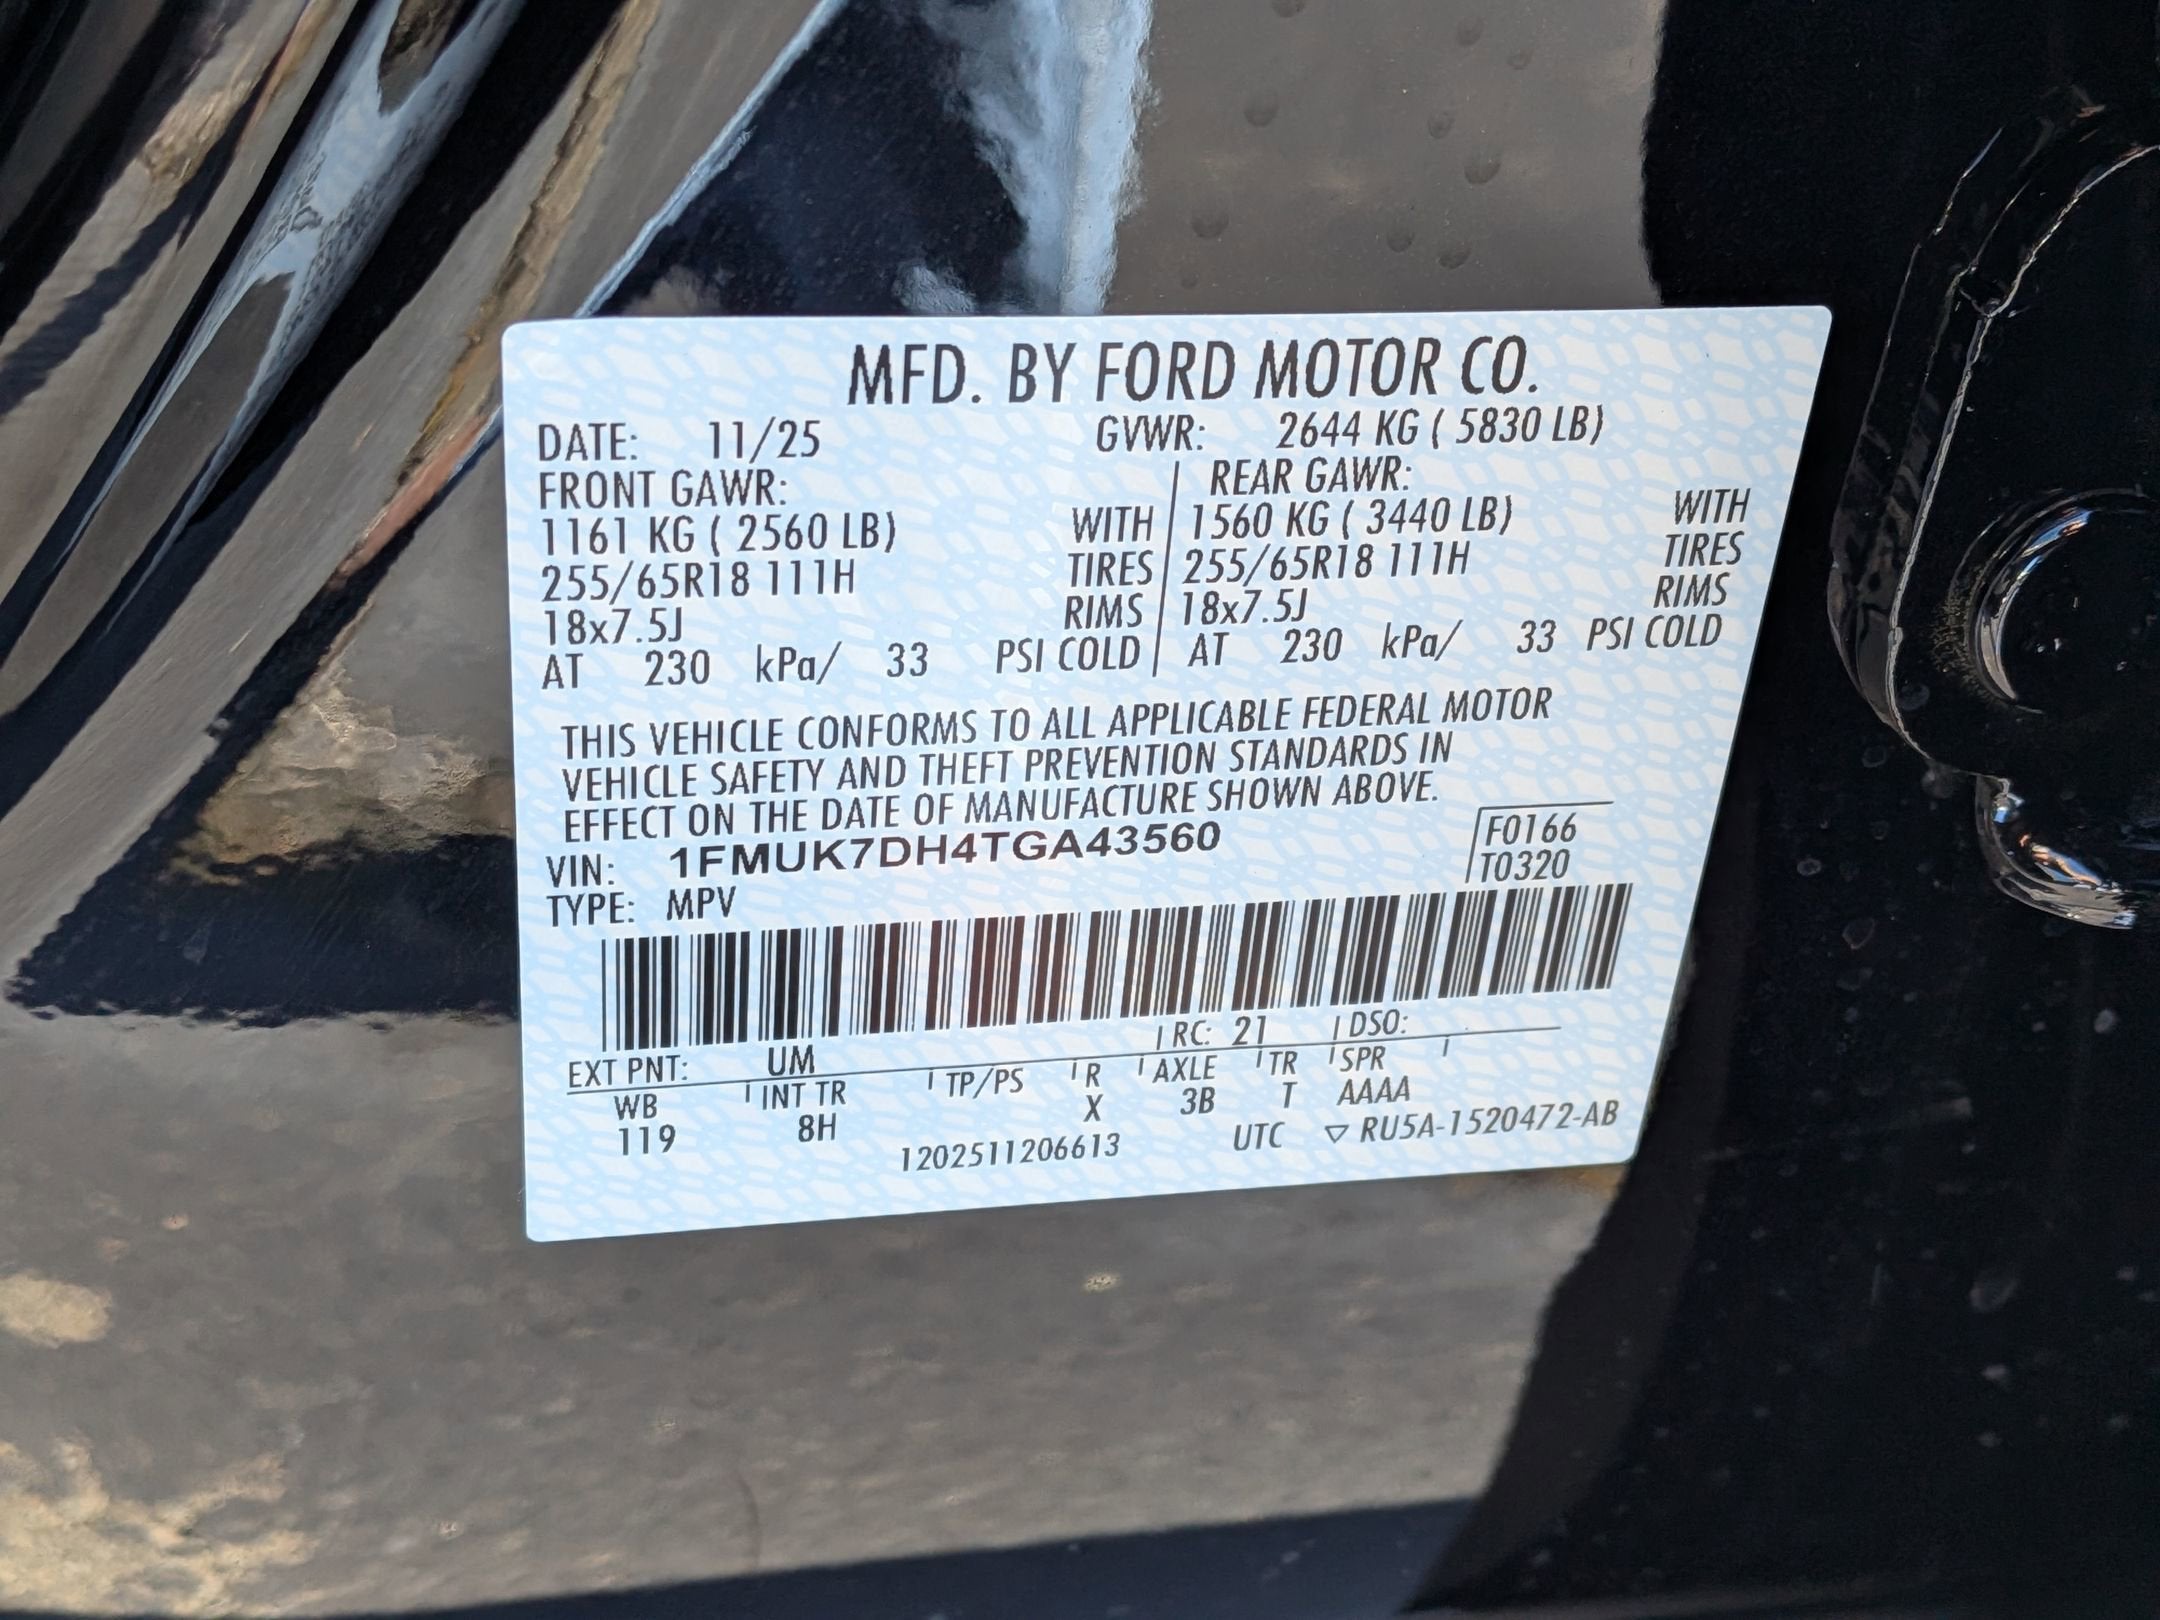 MFD. BY FORD MOTOR CO.
DATE: 11/25 GVWR: 2644 KG ( 5830 LB)
FRONT GAWR: REAR GAWR:
1161 KG ( 2560 LB) WITH 1560 KG ( 3440 LB) WITH
255/65R18 111H TIRES 255/65R18 111H TIRES
18x7.5J RIMS 18x7.5J RIMS
AT 230 kPa/ 33 PSI COLD AT 230 kPa/ 33 PSI COLD
THIS VEHICLE CONFORMS TO ALL APPLICABLE FEDERAL MOTOR
VEHICLE SAFETY AND THEFT PREVENTION STANDARDS IN
EFFECT ON THE DATE OF MANUFACTURE SHOWN ABOVE.
VIN: 1FMUK7DH4TGA43560 F0166
TYPE: MPV T0320
EXT PNT: UM RC: 21 DSO:
WB INT TR TP/PS R AXLE TR SPR
119 8H X 3B T AAAA
1202511206613 UTC ▽ RU5A-1520472-AB